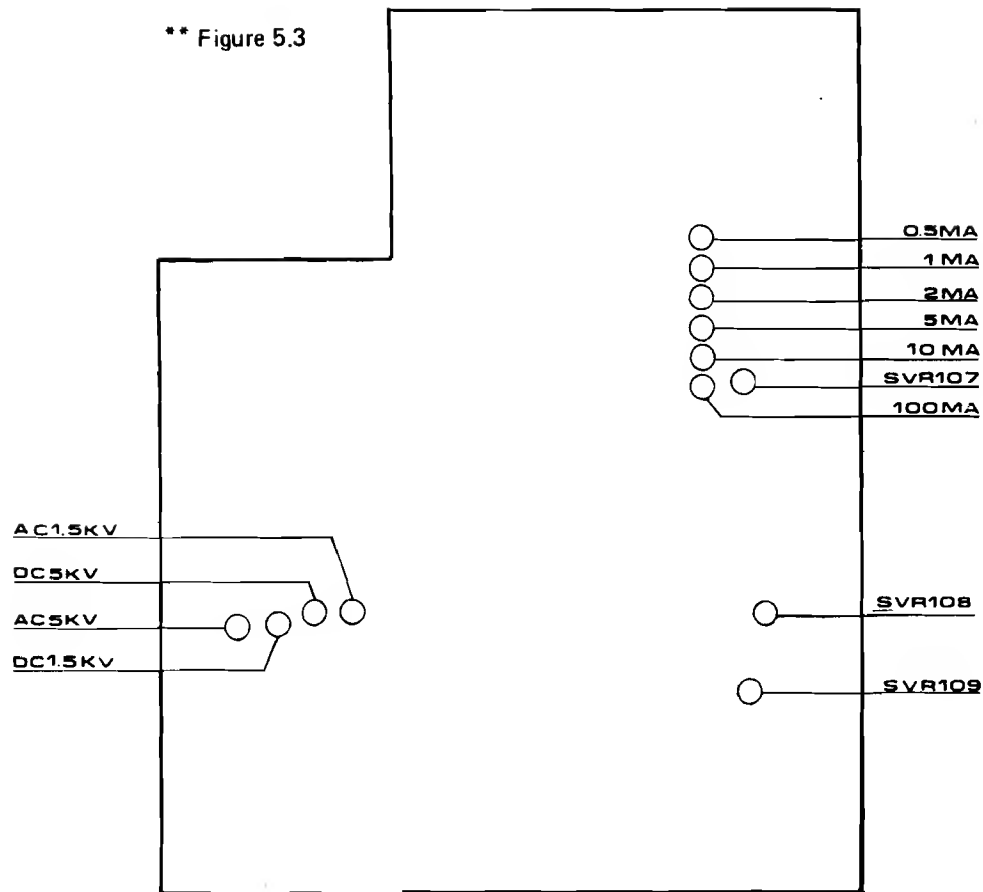 ** Figure 5.3
0.5MA
1 MA
2MA
5MA
10 MA
SVR107
100MA
AC1.5KV
DC5KV
AC5KV
DC1.5KV
SVR108
SVR109